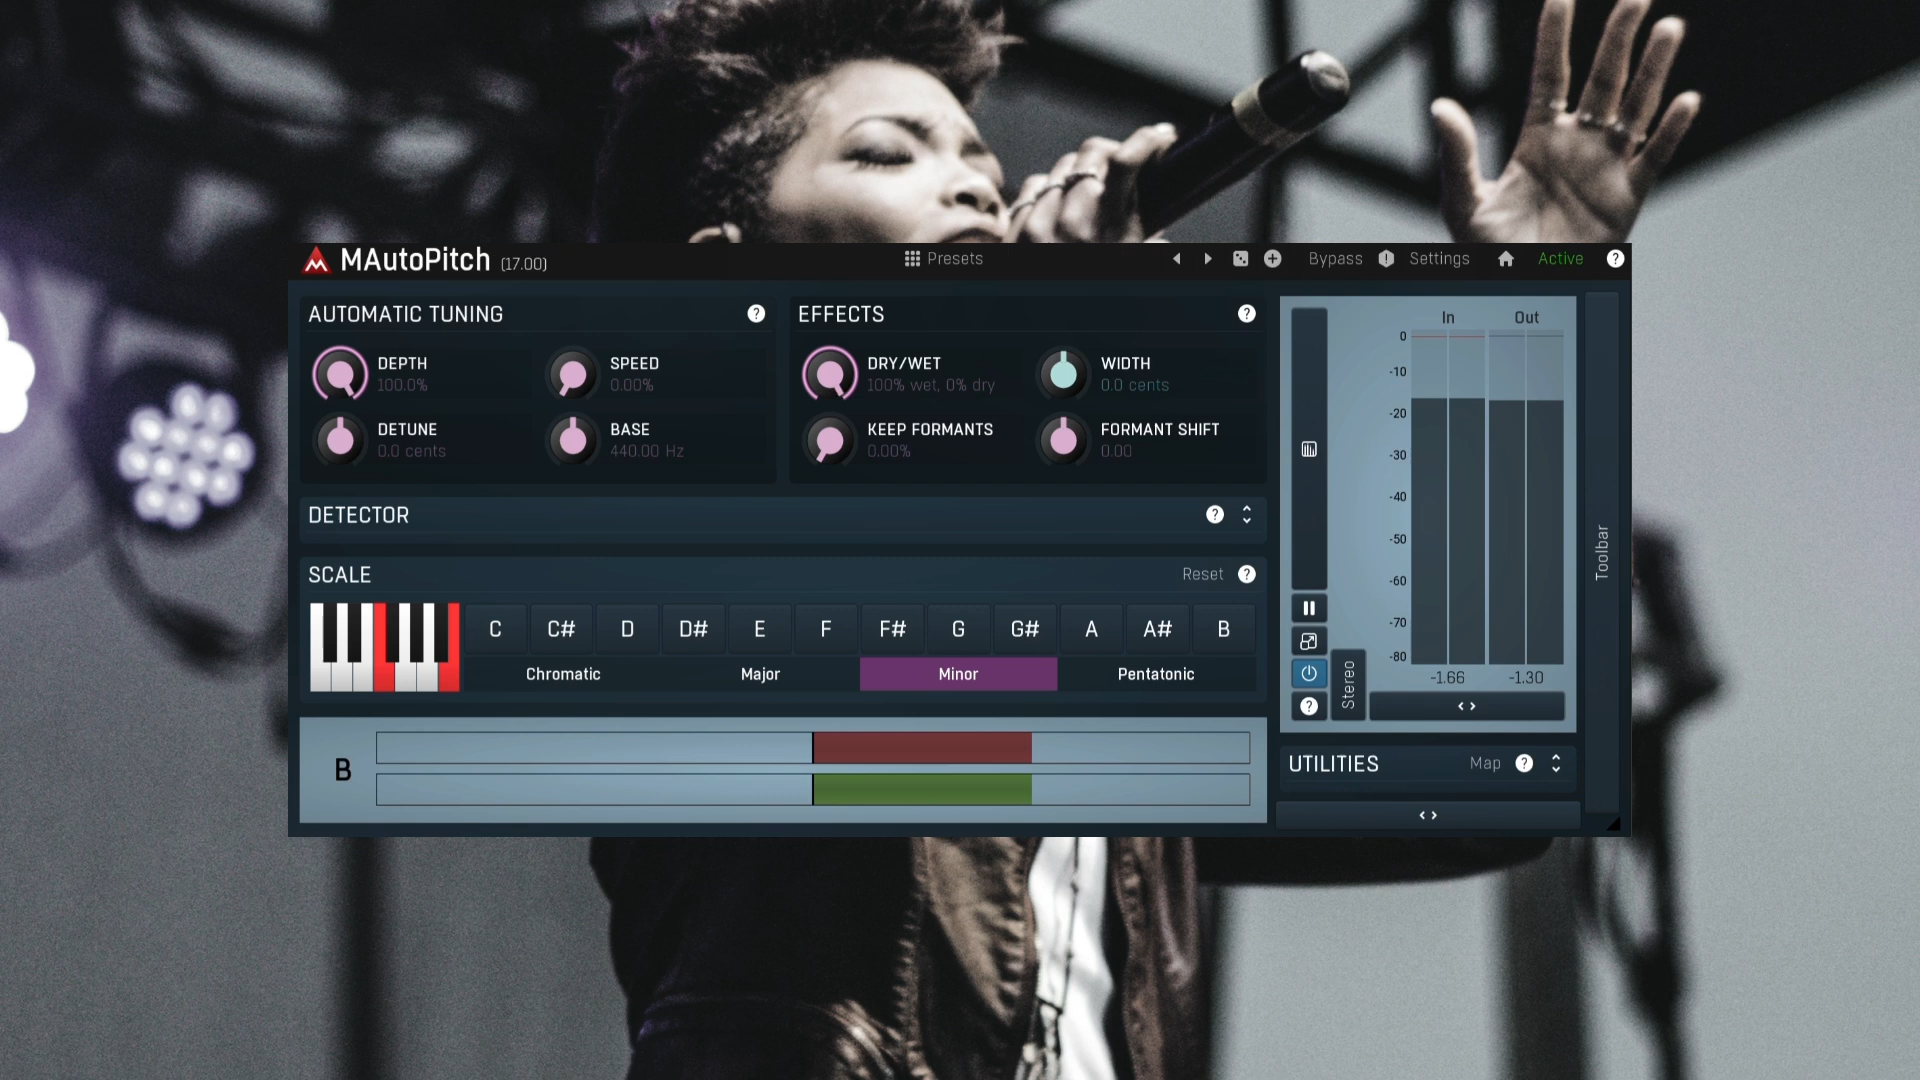 MAutoPitch (17.00)
Presets
Bypass
Settings
Active
?
AUTOMATIC TUNING ?
DEPTH
100.0%
SPEED
0.00%
DETUNE
0.0 cents
BASE
440.00 Hz
EFFECTS ?
DRY/WET
100% wet, 0% dry
WIDTH
0.0 cents
KEEP FORMANTS
0.00%
FORMANT SHIFT
0.00
DETECTOR ?
SCALE Reset ?
C C# D D# E F F# G G# A A# B
Chromatic Major Minor Pentatonic
B
In Out
0
-10
-20
-30
-40
-50
-60
-70
-80
-1.66 -1.30
Stereo
?
UTILITIES Map ?
Toolbar